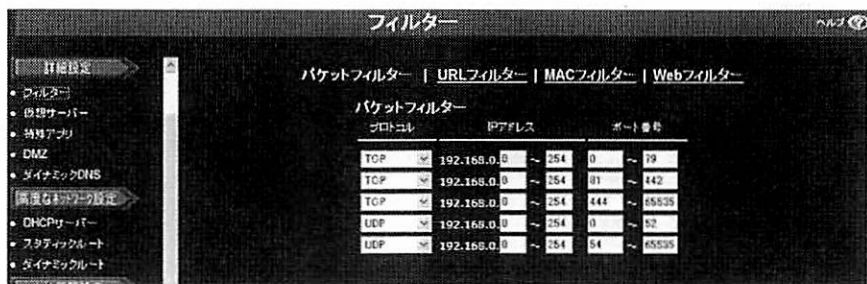 フィルター
ヘルプ
詳細設定
フィルター
仮想サーバー
特殊アプリ
DMZ
ダイナミックDNS
高度なネットワーク設定
DHCPサーバー
スタティックルート
ダイナミックルート
パケットフィルター | URLフィルター | MACフィルター | Webフィルター
パケットフィルター
プロトコル IPアドレス ポート番号
TCP 192.168.0.0 ~ 254 0 ~ 79
TCP 192.168.0.0 ~ 254 81 ~ 442
TCP 192.168.0.0 ~ 254 444 ~ 65535
UDP 192.168.0.0 ~ 254 0 ~ 52
UDP 192.168.0.0 ~ 254 54 ~ 65535